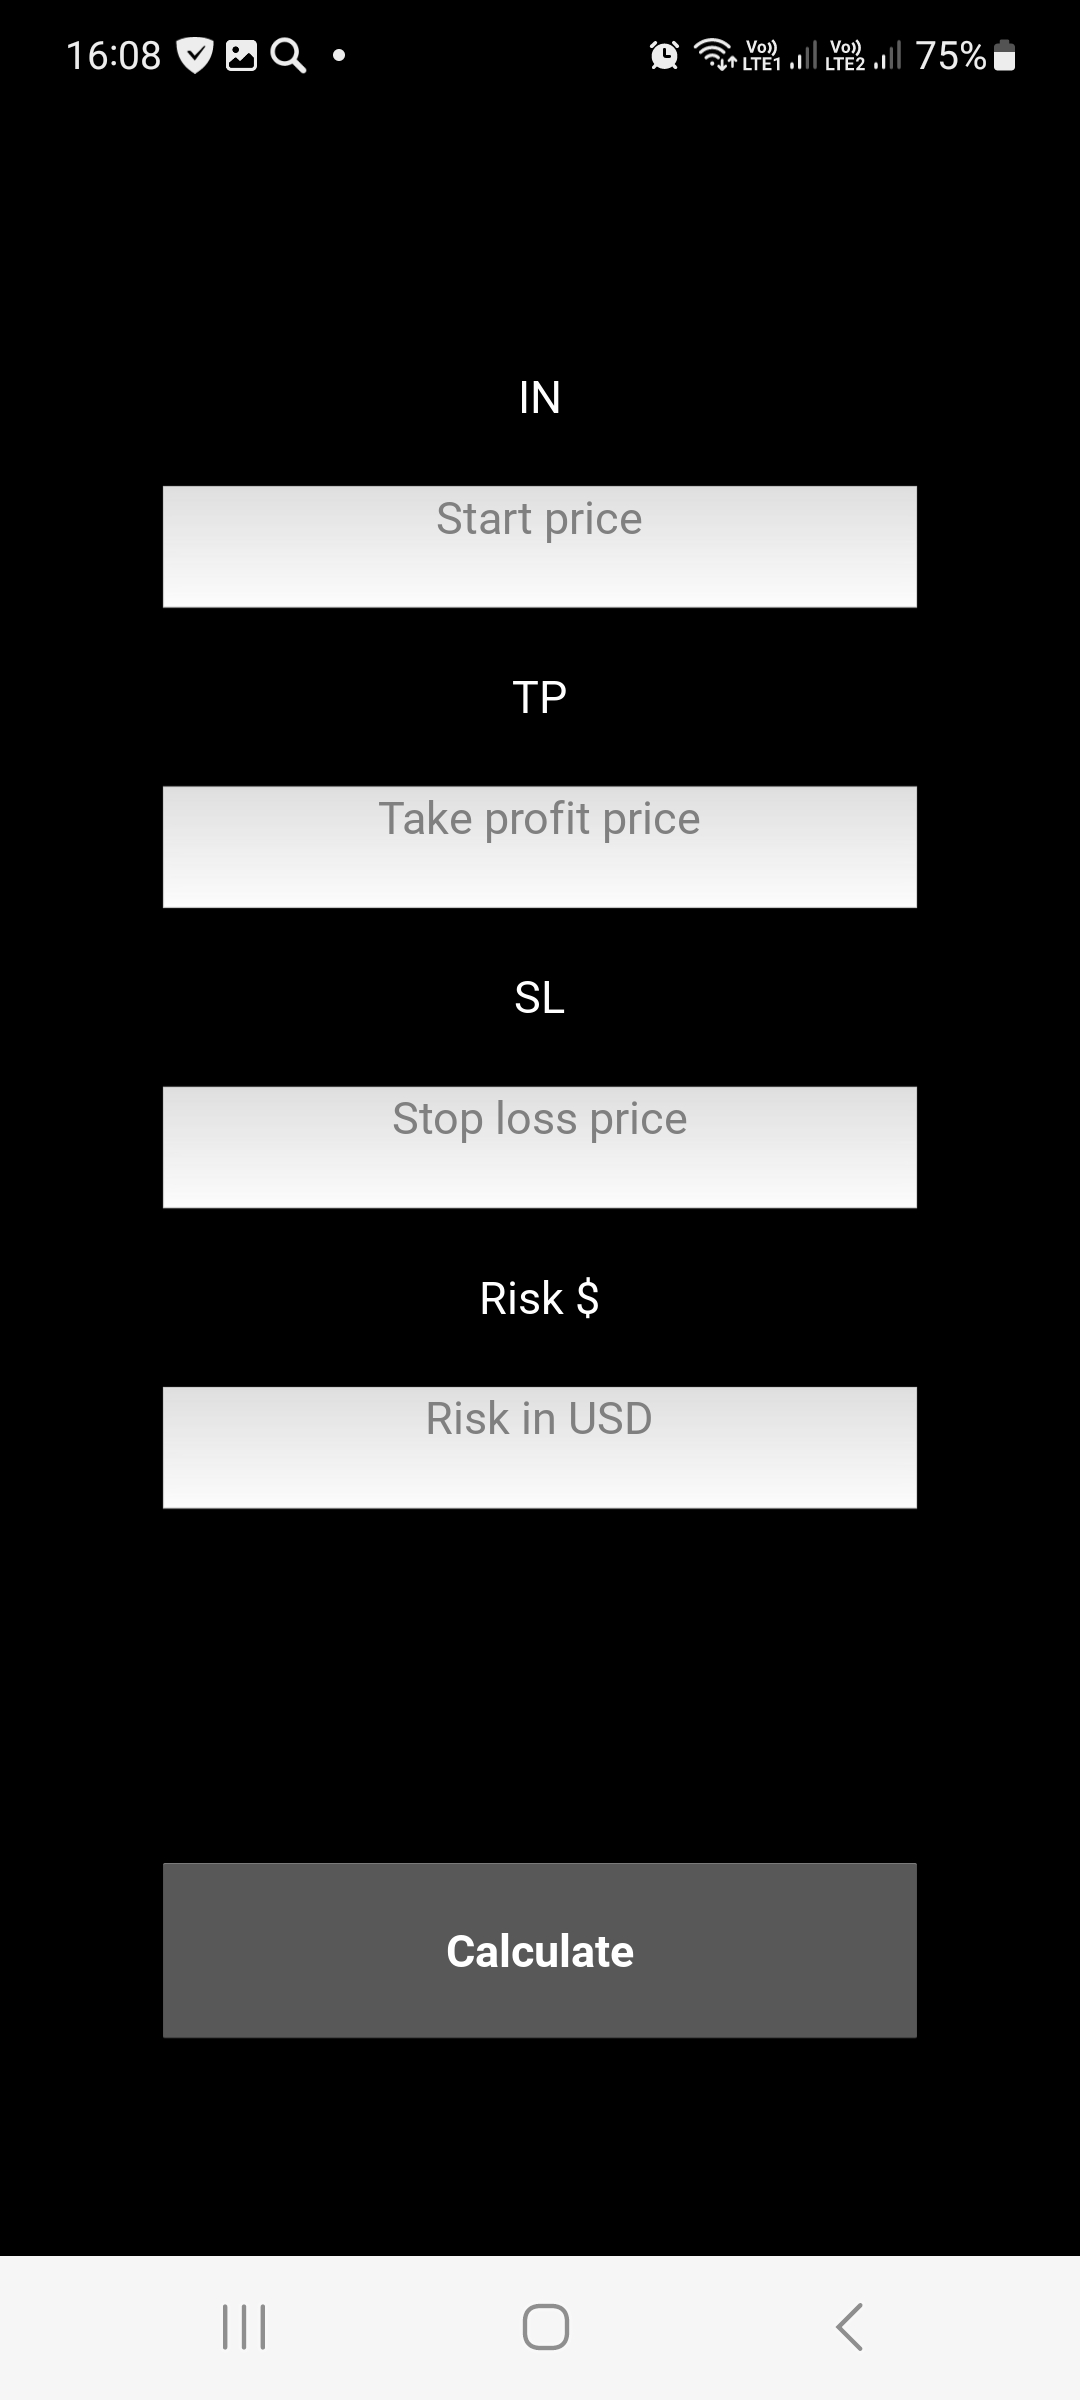 16:08 Vo) LTE1 Vo) LTE2 75%
IN
Start price
TP
Take profit price
SL
Stop loss price
Risk $
Risk in USD
Calculate